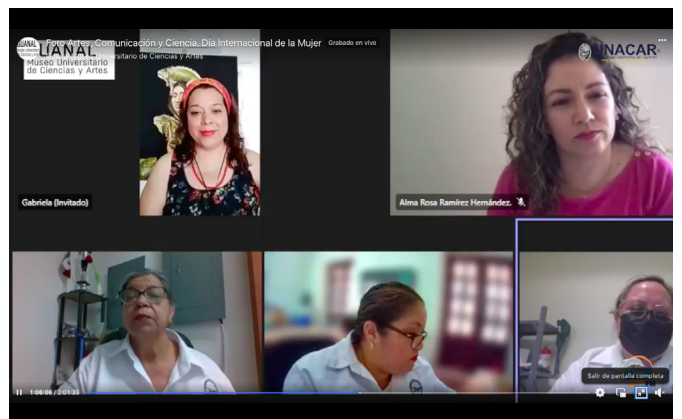 Foro Artes, Comunicación y Ciencia. Día Internacional de la Mujer
Grabado en vivo
GUANAL
Museo Universitario de Ciencias y Artes
Museo Universitario
de Ciencias y Artes
UNACAR
Gabriela (Invitado)
Alma Rosa Ramírez Hernández.
Salir de pantalla completa
1:06:06 / 2:01:38